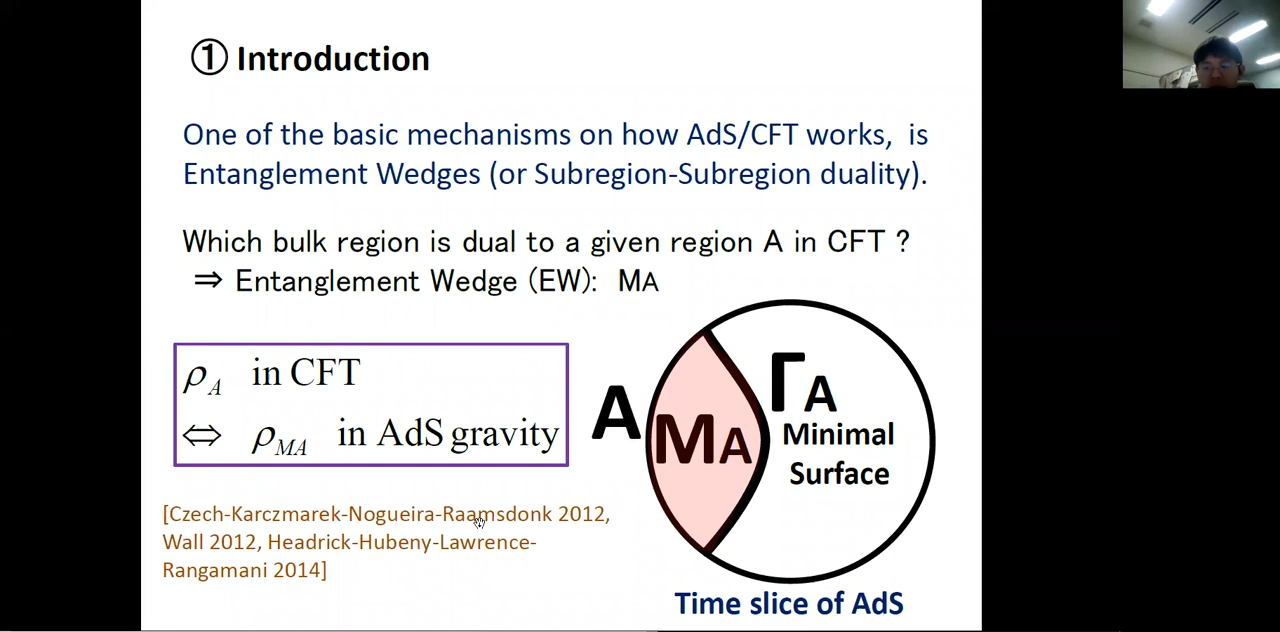 ① Introduction
One of the basic mechanisms on how AdS/CFT works, is
Entanglement Wedges (or Subregion-Subregion duality).
Which bulk region is dual to a given region A in CFT ?
⇒ Entanglement Wedge (EW): MA
ρA in CFT
⇔ ρMA in AdS gravity
A
MA
ΓA
Minimal
Surface
[Czech-Karczmarek-Nogueira-Raamsdonk 2012,
Wall 2012, Headrick-Hubeny-Lawrence-
Rangamani 2014]
Time slice of AdS